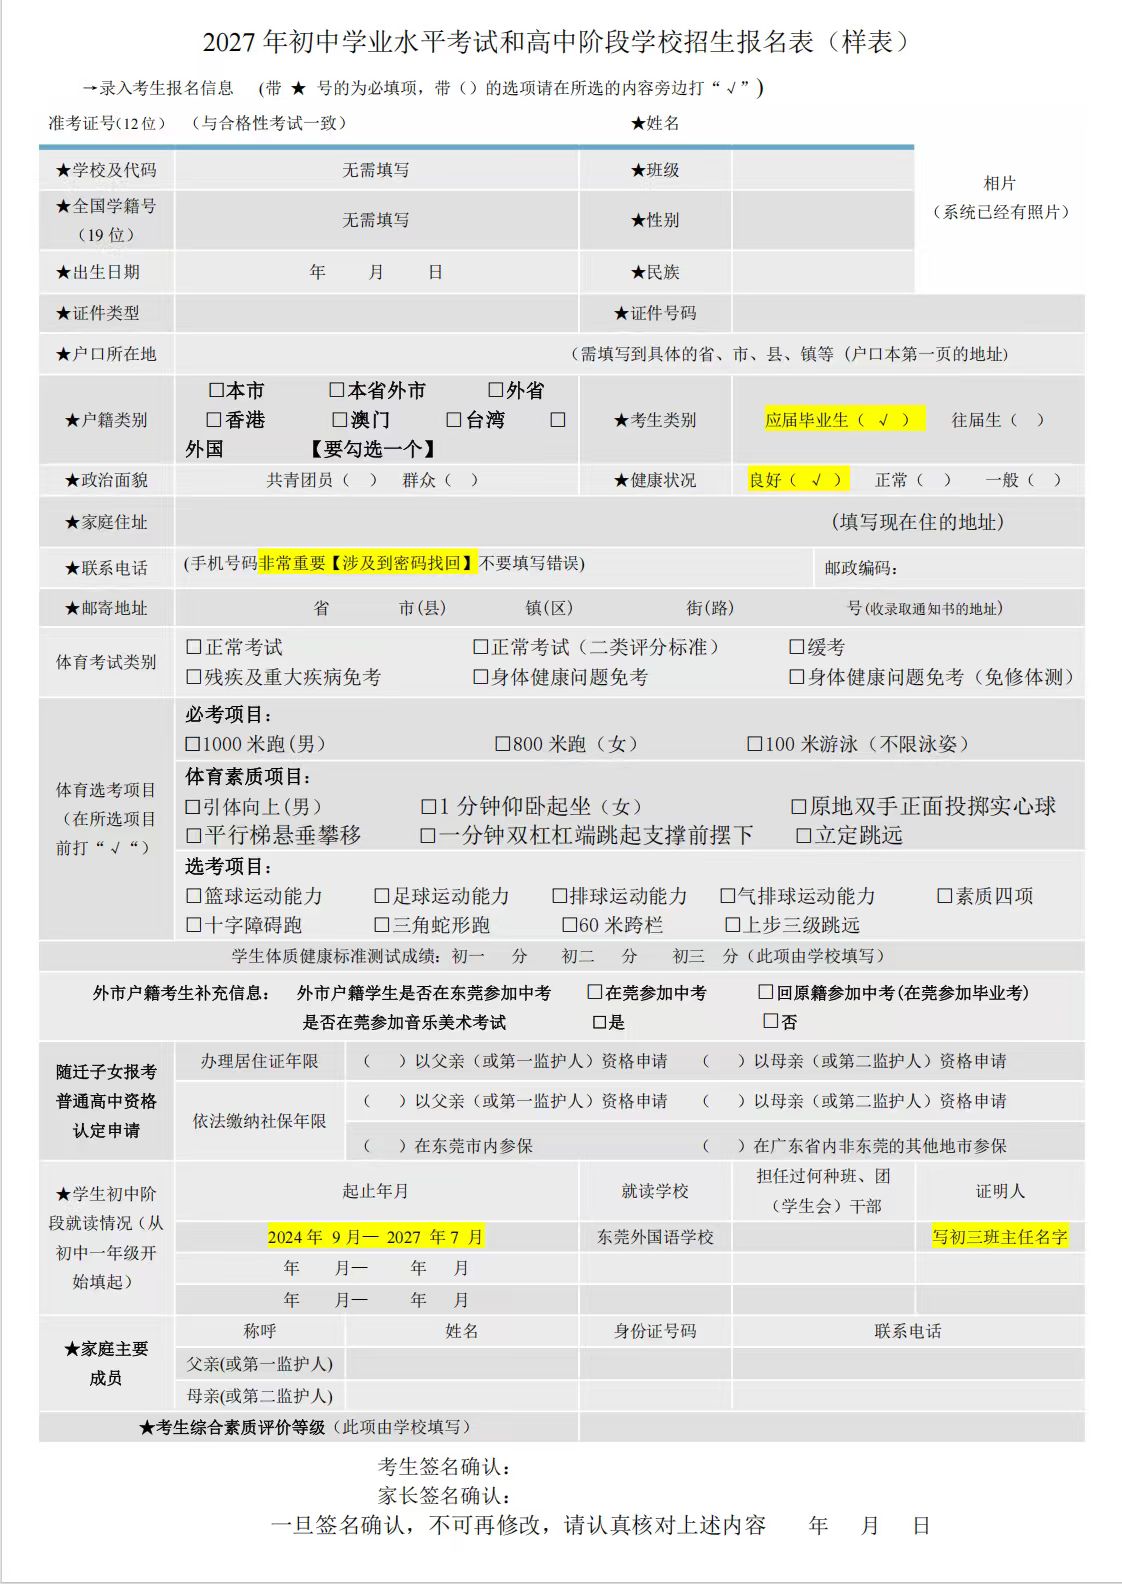 2027 年初中学业水平考试和高中阶段学校招生报名表（样表）
→录入考生报名信息 (带 ★ 号的为必填项，带（）的选项请在所选的内容旁边打“√”)
准考证号(12位) （与合格性考试一致） ★姓名
★学校及代码 无需填写 ★班级
相片
（系统已经有照片）
★全国学籍号
（19 位） 无需填写 ★性别
★出生日期 年 月 日 ★民族
★证件类型 ★证件号码
★户口所在地 （需填写到具体的省、市、县、镇等（户口本第一页的地址)
★户籍类别 □本市 □本省外市 □外省
□香港 □澳门 □台湾 □
外国 【要勾选一个】
★考生类别 应届毕业生（ √ ） 往届生（ ）
★政治面貌 共青团员（ ） 群众（ ） ★健康状况 良好（ √ ） 正常（ ） 一般（ ）
★家庭住址 (填写现在住的地址)
★联系电话 (手机号码非常重要【涉及到密码找回】不要填写错误) 邮政编码：
★邮寄地址 省 市(县) 镇(区) 街(路) 号(收录取通知书的地址)
体育考试类别 □正常考试 □正常考试（二类评分标准） □缓考
□残疾及重大疾病免考 □身体健康问题免考 □身体健康问题免考（免修体测）
体育选考项目
（在所选项目
前打“√“）
必考项目：
□1000 米跑(男） □800 米跑（女） □100 米游泳（不限泳姿）
体育素质项目：
□引体向上(男） □1 分钟仰卧起坐（女） □原地双手正面投掷实心球
□平行梯悬垂攀移 □一分钟双杠杠端跳起支撑前摆下 □立定跳远
选考项目：
□篮球运动能力 □足球运动能力 □排球运动能力 □气排球运动能力 □素质四项
□十字障碍跑 □三角蛇形跑 □60 米跨栏 □上步三级跳远
学生体质健康标准测试成绩：初一 分 初二 分 初三 分（此项由学校填写）
外市户籍考生补充信息： 外市户籍学生是否在东莞参加中考 □在莞参加中考 □回原籍参加中考(在莞参加毕业考)
是否在莞参加音乐美术考试 □是 □否
随迁子女报考
普通高中资格
认定申请
办理居住证年限 （ ）以父亲（或第一监护人）资格申请 （ ）以母亲（或第二监护人）资格申请
依法缴纳社保年限 （ ）以父亲（或第一监护人）资格申请 （ ）以母亲（或第二监护人）资格申请
（ ）在东莞市内参保 （ ）在广东省内非东莞的其他地市参保
★学生初中阶
段就读情况（从
初中一年级开
始填起）
起止年月 就读学校 担任过何种班、团
（学生会）干部 证明人
2024 年 9 月— 2027 年 7 月 东莞外国语学校 写初三班主任名字
年 月— 年 月
年 月— 年 月
★家庭主要
成员
称呼 姓名 身份证号码 联系电话
父亲(或第一监护人)
母亲(或第二监护人)
★考生综合素质评价等级（此项由学校填写）
考生签名确认：
家长签名确认：
一旦签名确认，不可再修改，请认真核对上述内容 年 月 日